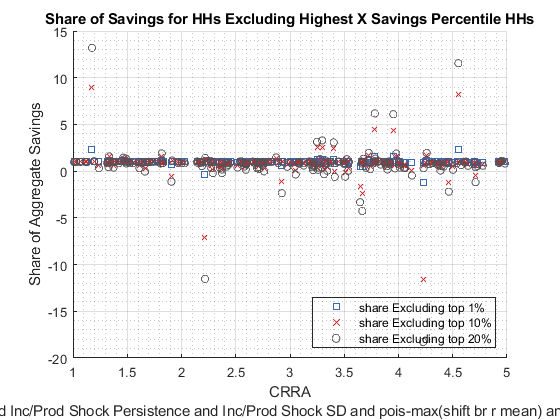 Share of Savings for HHs Excluding Highest X Savings Percentile HHs
Share of Aggregate Savings
15
10
5
0
-5
-10
-15
-20
share Excluding top 1%
share Excluding top 10%
share Excluding top 20%
1
1.5
2
2.5
3
3.5
4
4.5
5
CRRA
d Inc/Prod Shock Persistence and Inc/Prod Shock SD and pois-max(shift br r mean) a